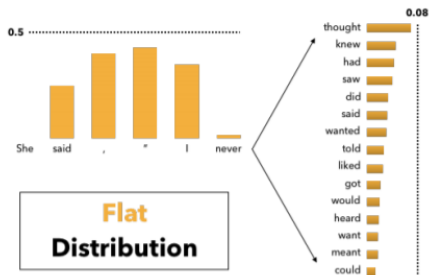 0.5
She said , " I never
Flat
Distribution
0.08
thought
knew
had
saw
did
said
wanted
told
liked
got
would
heard
want
meant
could